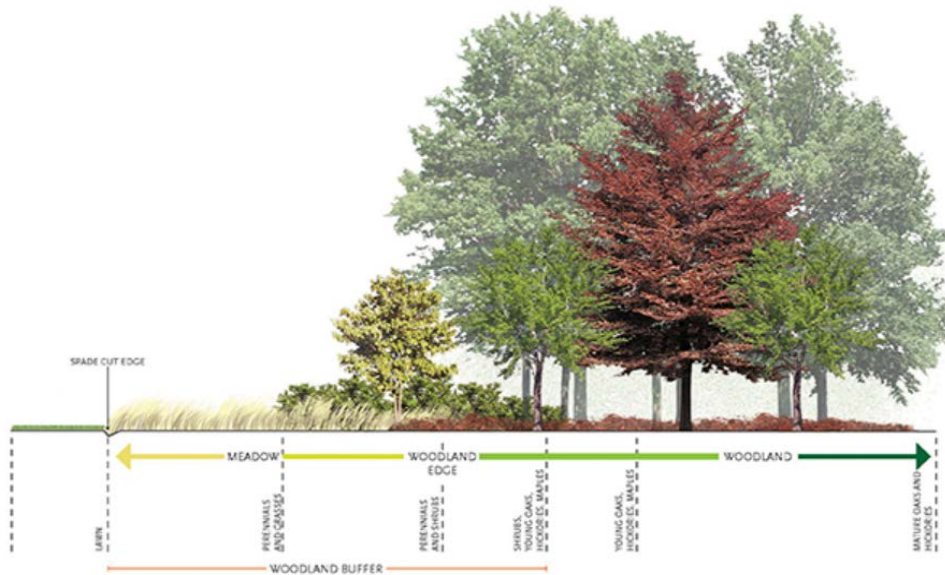 SPADE CUT EDGE
MEADOW
WOODLAND
EDGE
WOODLAND
LAWN
PERENNIALS
AND GRASSES
PERENNIALS
AND SHRUBS
SHRUBS,
YOUNG OAKS,
HICKORIES, MAPLES
YOUNG OAKS,
HICKORIES, MAPLES
MATURE OAKS AND
HICKORIES
WOODLAND BUFFER